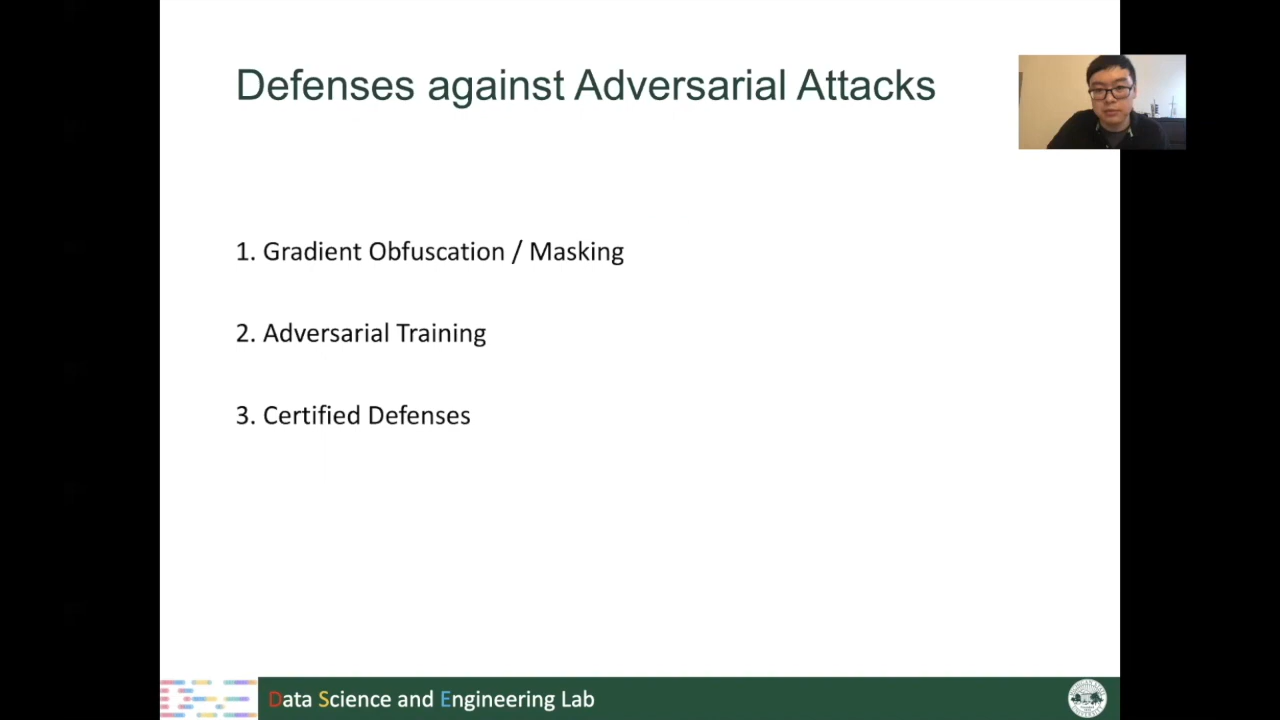 Defenses against Adversarial Attacks
1. Gradient Obfuscation / Masking
2. Adversarial Training
3. Certified Defenses
Data Science and Engineering Lab